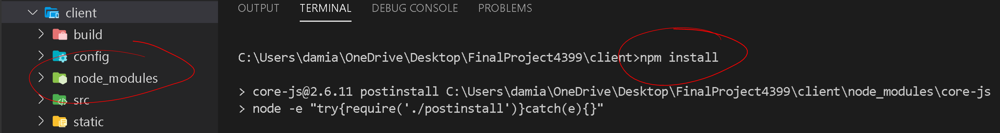 client
build
config
node_modules
src
static
OUTPUT TERMINAL DEBUG CONSOLE PROBLEMS
C:\Users\damia\OneDrive\Desktop\FinalProject4399\client>npm install
> core-js@2.6.11 postinstall C:\Users\damia\OneDrive\Desktop\FinalProject4399\client\node_modules\core-js
> node -e "try{require('./postinstall')}catch(e){}"